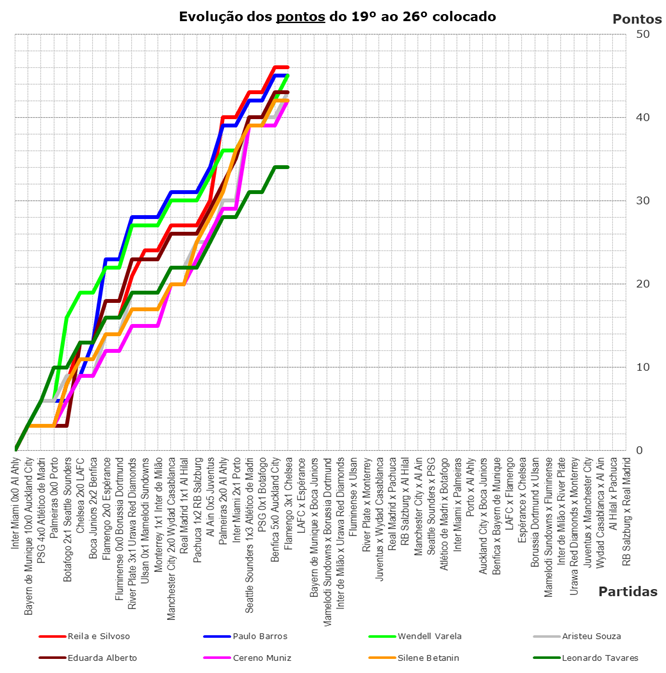 Evolução dos pontos do 19º ao 26º colocado
Pontos
50
40
30
20
10
0
Inter Miami 0x0 Al Ahly
Bayern de Munique 10x0 Auckland City
PSG 4x0 Atlético de Madri
Palmeiras 0x0 Porto
Botafogo 2x1 Seattle Sounders
Chelsea 2x0 LAFC
Boca Juniors 2x2 Benfica
Flamengo 2x0 Espérance
Fluminense 0x0 Borussia Dortmund
River Plate 3x1 Urawa Red Diamonds
Ulsan 0x1 Mamelodi Sundowns
Monterrey 1x1 Inter de Milão
Manchester City 2x0 Wydad Casablanca
Real Madrid 1x1 Al Hilal
Pachuca 1x2 RB Salzburg
Al Ain 0x5 Juventus
Palmeiras 2x0 Al Ahly
Inter Miami 2x1 Porto
Seattle Sounders 1x3 Atlético de Madri
PSG 0x1 Botafogo
Benfica 5x0 Auckland City
Flamengo 3x1 Chelsea
LAFC x Espérance
Bayern de Munique x Boca Juniors
Mamelodi Sundowns x Borussia Dortmund
Inter de Milão x Urawa Red Diamonds
Fluminense x Ulsan
River Plate x Monterrey
Juventus x Wydad Casablanca
Real Madrid x Pachuca
RB Salzburg x Al Hilal
Manchester City x Al Ain
Seattle Sounders x PSG
Atlético de Madri x Botafogo
Inter Miami x Palmeiras
Porto x Al Ahly
Auckland City x Boca Juniors
Benfica x Bayern de Munique
LAFC x Flamengo
Espérance x Chelsea
Borussia Dortmund x Ulsan
Mamelodi Sundowns x Fluminense
Inter de Milão x River Plate
Urawa Red Diamonds x Monterrey
Juventus x Manchester City
Wydad Casablanca x Al Ain
Al Hilal x Pachuca
RB Salzburg x Real Madrid
Partidas
Reila e Silvoso
Paulo Barros
Wendell Varela
Aristeu Souza
Eduarda Alberto
Cereno Muniz
Silene Betanin
Leonardo Tavares